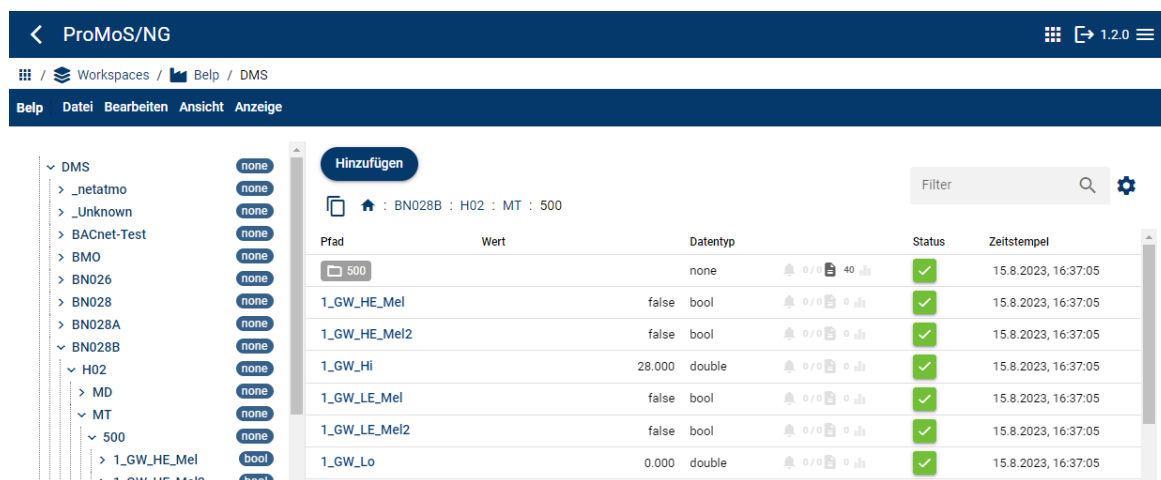 ProMoS/NG 1.2.0
/ Workspaces / Belp / DMS
Belp Datei Bearbeiten Ansicht Anzeige
DMS none
_netatmo none
_Unknown none
BACnet-Test none
BMO none
BN026 none
BN028 none
BN028A none
BN028B none
H02 none
MD none
MT none
500 none
1_GW_HE_Mel bool
1_GW_HE_Mel2 bool
Hinzufügen
Filter
: BN028B : H02 : MT : 500
Pfad Wert Datentyp Status Zeitstempel
500 none 0/0 40 15.8.2023, 16:37:05
1_GW_HE_Mel false bool 0/0 0 15.8.2023, 16:37:05
1_GW_HE_Mel2 false bool 0/0 0 15.8.2023, 16:37:05
1_GW_Hi 28.000 double 0/0 0 15.8.2023, 16:37:05
1_GW_LE_Mel false bool 0/0 0 15.8.2023, 16:37:05
1_GW_LE_Mel2 false bool 0/0 0 15.8.2023, 16:37:05
1_GW_Lo 0.000 double 0/0 0 15.8.2023, 16:37:05